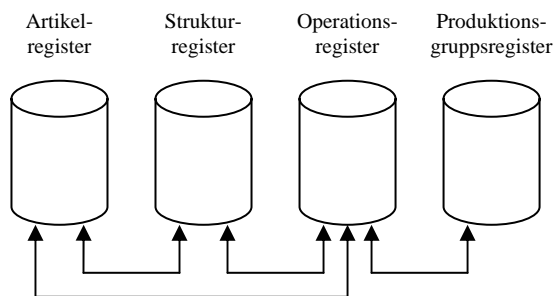 Artikel-
register
Struktur-
register
Operations-
register
Produktions-
gruppsregister